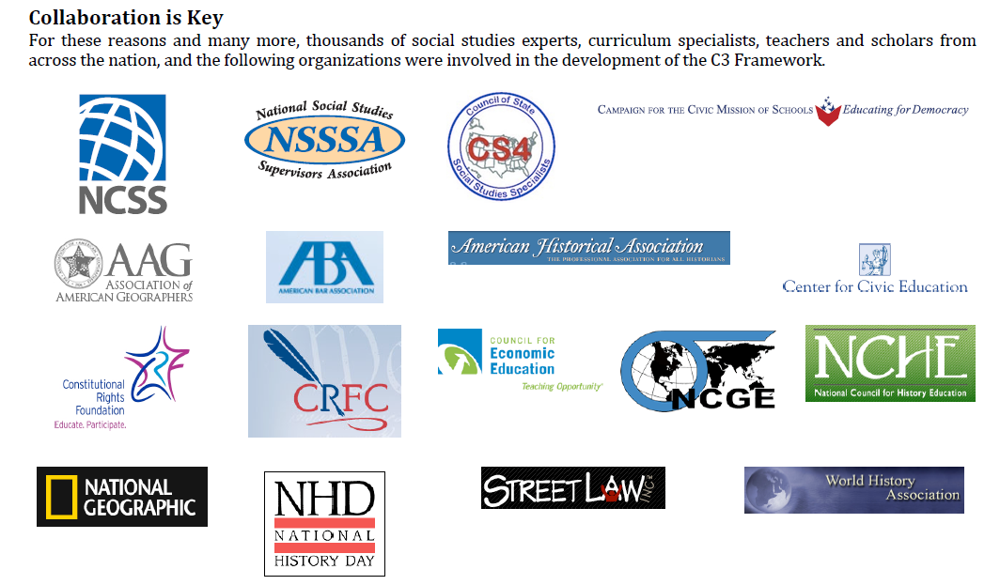 Collaboration is Key
For these reasons and many more, thousands of social studies experts, curriculum specialists, teachers and scholars from
across the nation, and the following organizations were involved in the development of the C3 Framework.
NCSS
National Social Studies
NSSSA
Supervisors Association
Council of State
CS4
Social Studies Specialists
CAMPAIGN FOR THE CIVIC MISSION OF SCHOOLS Educating for Democracy
AAG
ASSOCIATION of
AMERICAN GEOGRAPHERS
ABA
AMERICAN BAR ASSOCIATION
American Historical Association
THE PROFESSIONAL ASSOCIATION FOR ALL HISTORIANS
Center for Civic Education
Constitutional
Rights
Foundation
Educate. Participate.
CRFC
COUNCIL FOR
Economic
Education
Teaching Opportunity
NCGE
NCHE
National Council for History Education
NATIONAL
GEOGRAPHIC
NHD
NATIONAL
HISTORY DAY
STREET LAW INC™
World History
Association